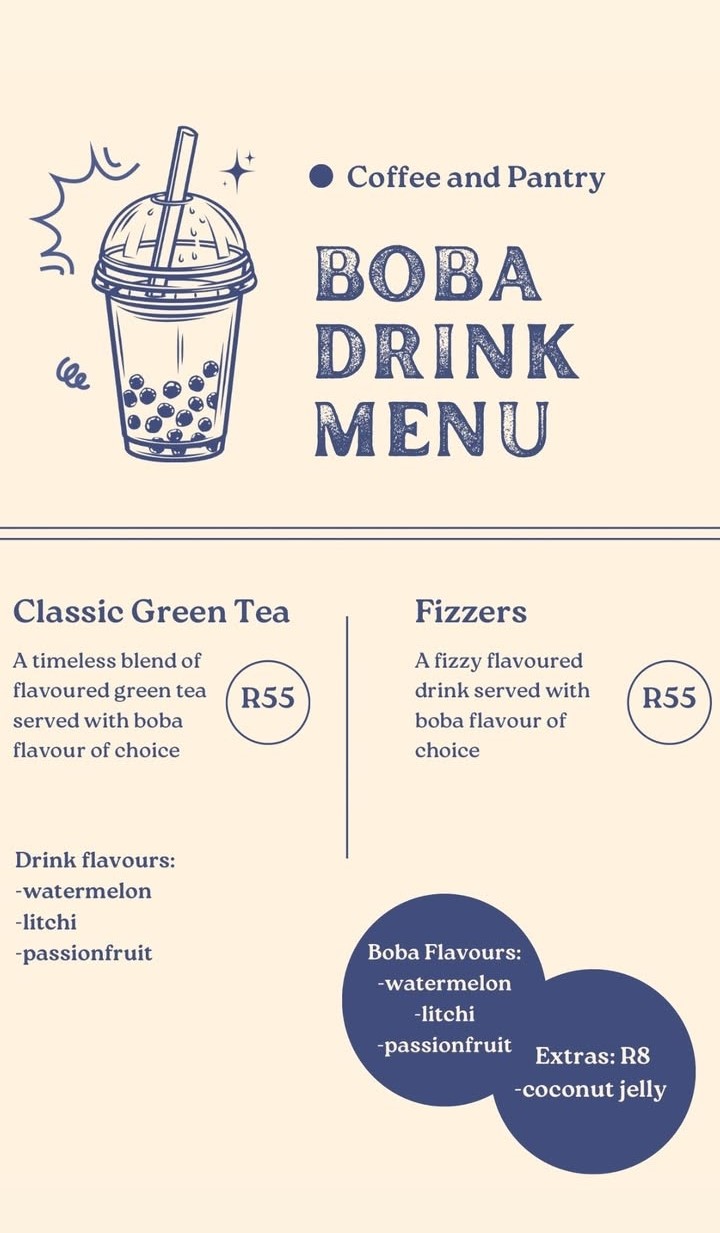 Coffee and Pantry
BOBA
DRINK
MENU
Classic Green Tea
A timeless blend of
flavoured green tea
served with boba
flavour of choice
R55
Fizzers
A fizzy flavoured
drink served with
boba flavour of
choice
R55
Drink flavours:
-watermelon
-litchi
-passionfruit
Boba Flavours:
-watermelon
-litchi
-passionfruit
Extras: R8
-coconut jelly